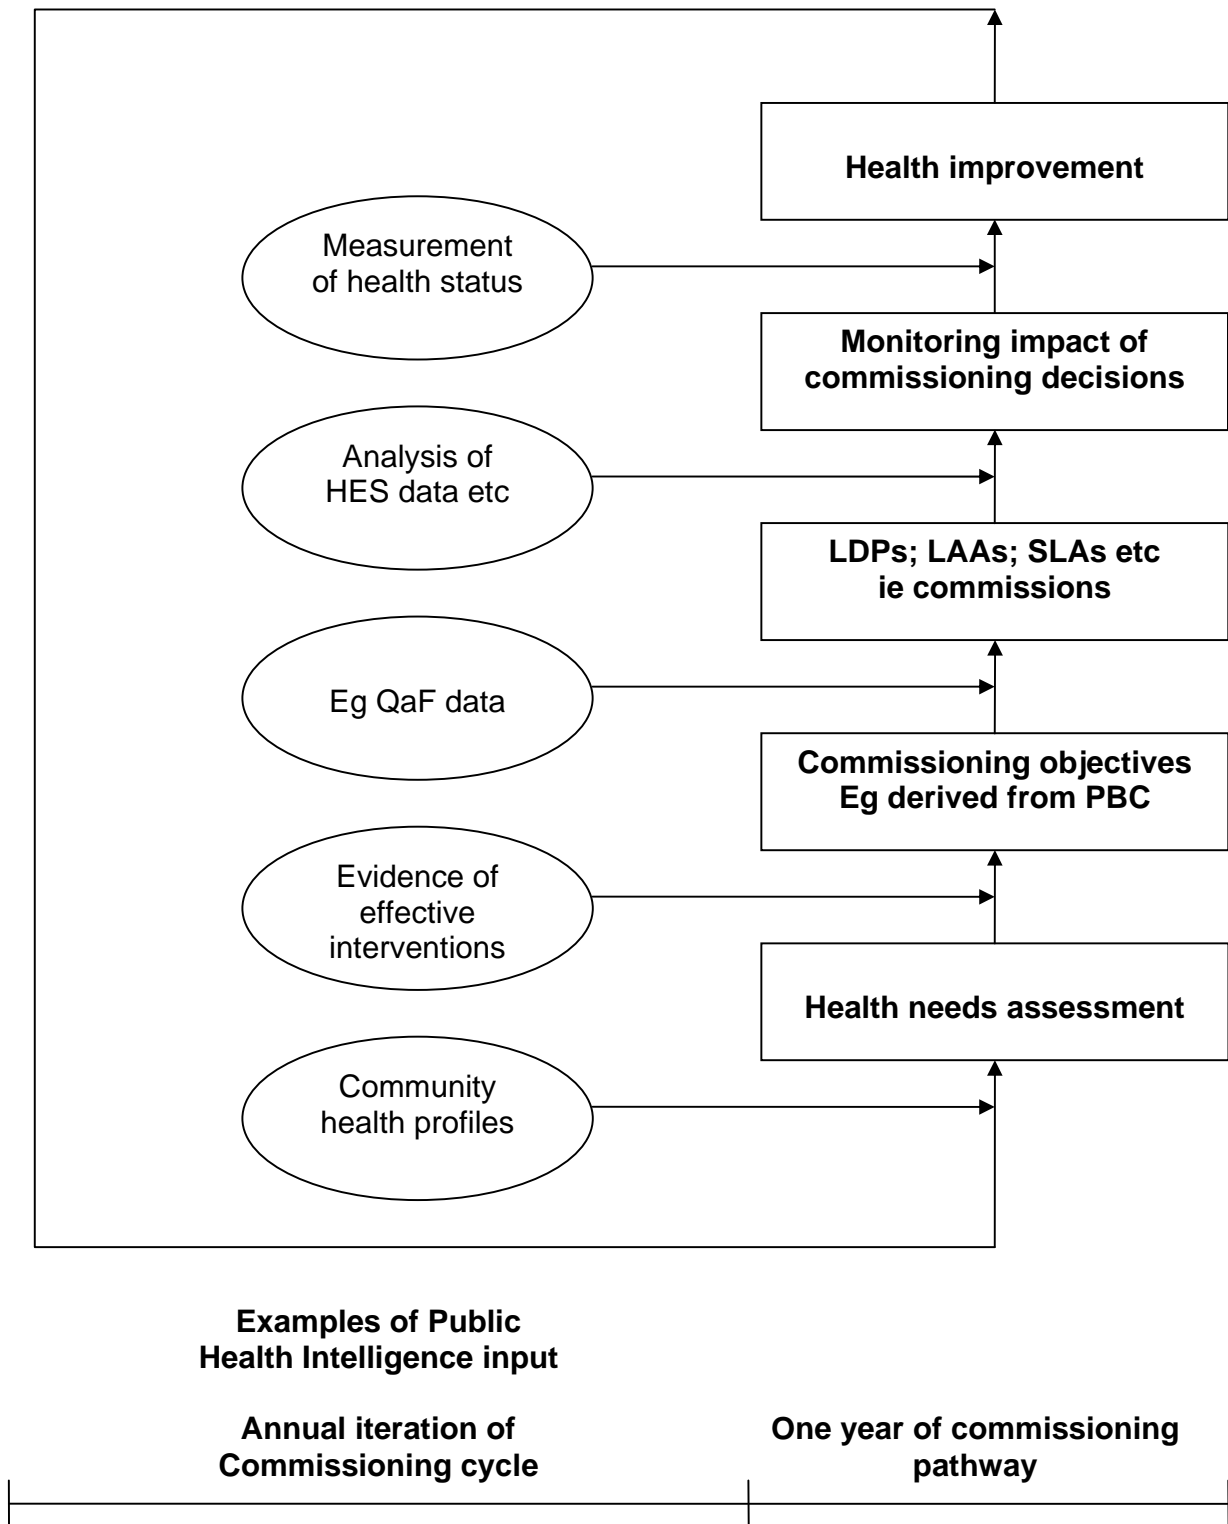 Health improvement
Measurement
of health status
Monitoring impact of
commissioning decisions
Analysis of
HES data etc
LDPs; LAAs; SLAs etc
ie commissions
Eg QaF data
Commissioning objectives
Eg derived from PBC
Evidence of
effective
interventions
Health needs assessment
Community
health profiles
Examples of Public
Health Intelligence input
Annual iteration of
Commissioning cycle
One year of commissioning
pathway